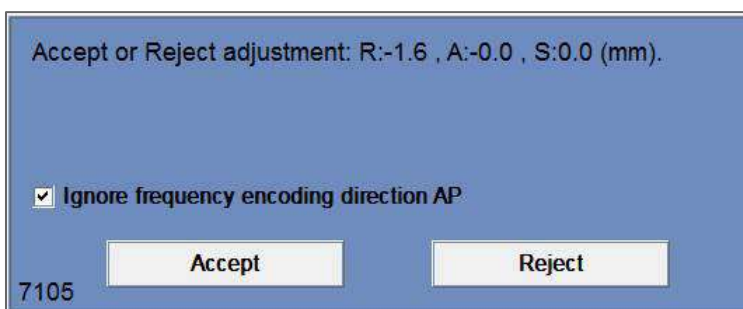 Accept or Reject adjustment: R:-1.6 , A:-0.0 , S:0.0 (mm).
Ignore frequency encoding direction AP
Accept Reject
7105